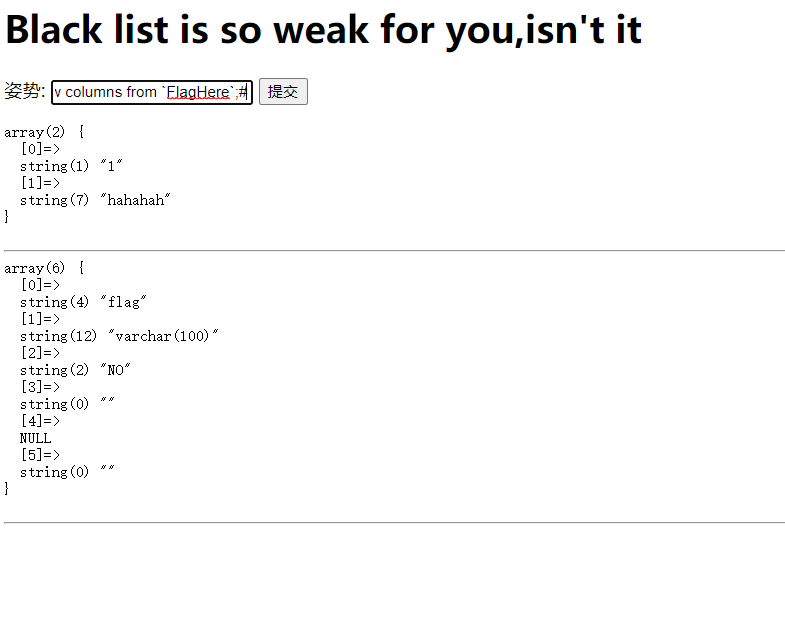 Black list is so weak for you,isn't it
姿势: w columns from `FlagHere`;# 提交
array(2) {
[0]=>
string(1) "1"
[1]=>
string(7) "hahahah"
}
array(6) {
[0]=>
string(4) "flag"
[1]=>
string(12) "varchar(100)"
[2]=>
string(2) "NO"
[3]=>
string(0) ""
[4]=>
NULL
[5]=>
string(0) ""
}